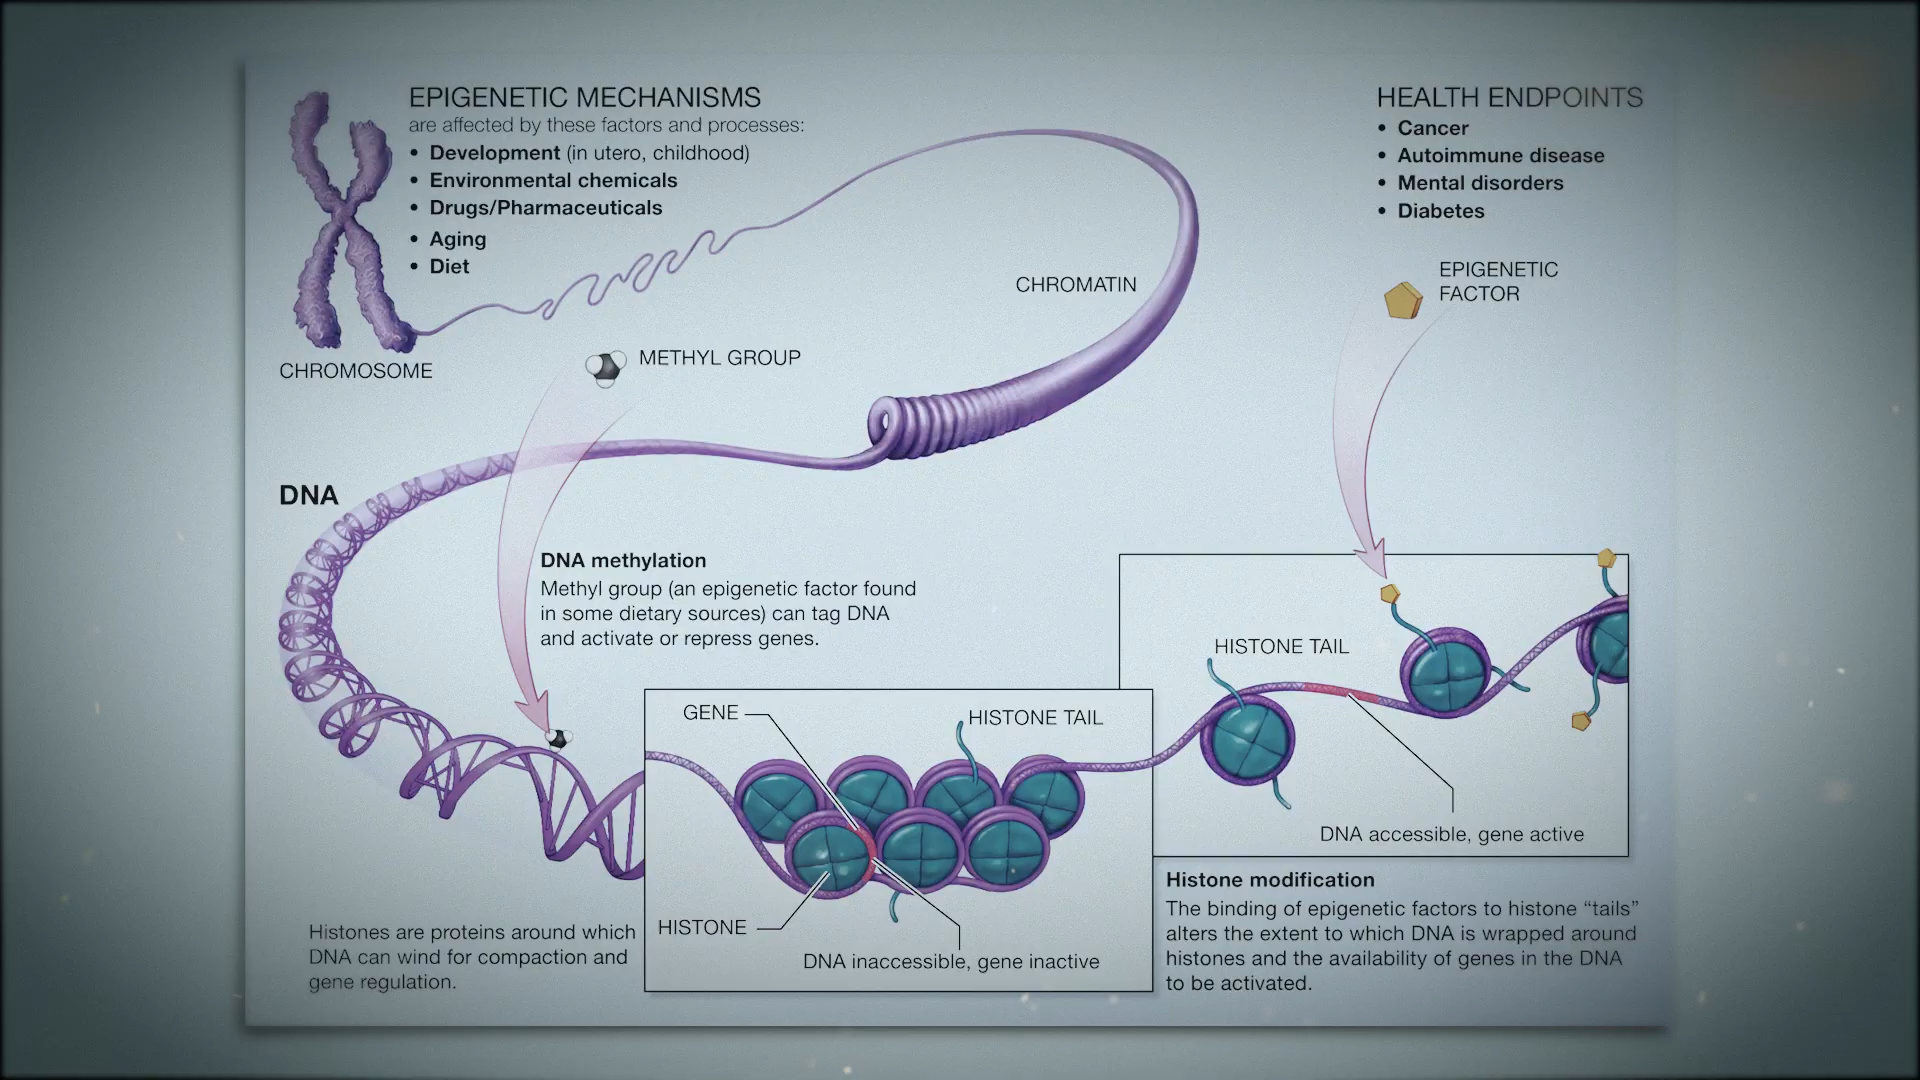 EPIGENETIC MECHANISMS
are affected by these factors and processes:
• Development (in utero, childhood)
• Environmental chemicals
• Drugs/Pharmaceuticals
• Aging
• Diet
HEALTH ENDPOINTS
• Cancer
• Autoimmune disease
• Mental disorders
• Diabetes
EPIGENETIC
FACTOR
CHROMATIN
CHROMOSOME
METHYL GROUP
DNA
DNA methylation
Methyl group (an epigenetic factor found
in some dietary sources) can tag DNA
and activate or repress genes.
HISTONE TAIL
GENE
HISTONE TAIL
DNA accessible, gene active
HISTONE
DNA inaccessible, gene inactive
Histones are proteins around which
DNA can wind for compaction and
gene regulation.
Histone modification
The binding of epigenetic factors to histone “tails”
alters the extent to which DNA is wrapped around
histones and the availability of genes in the DNA
to be activated.